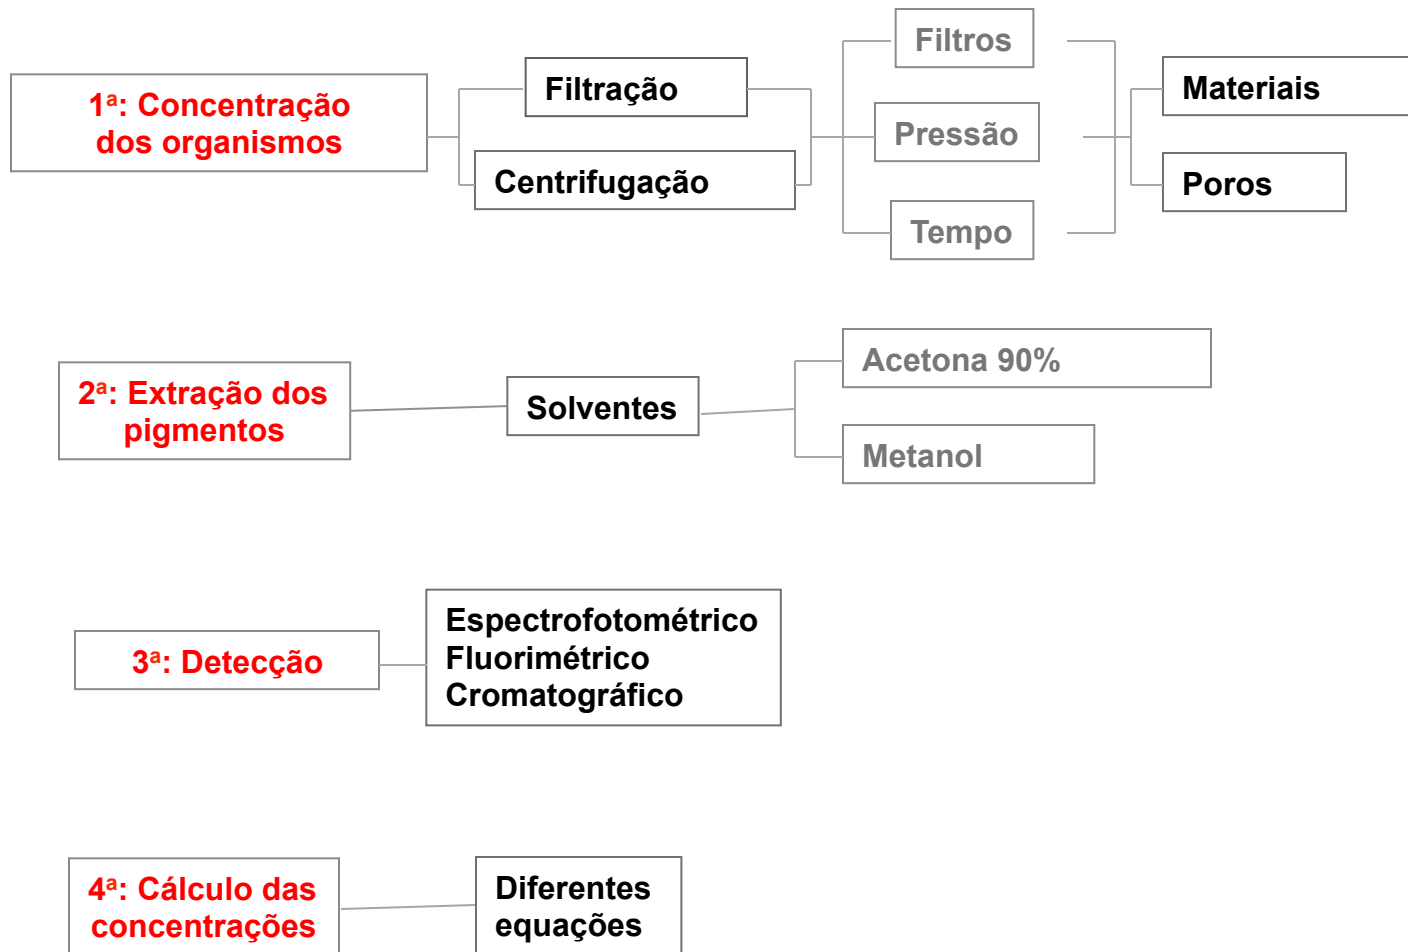 1ª: Concentração
dos organismos
Filtração
Centrifugação
Filtros
Pressão
Tempo
Materiais
Poros
2ª: Extração dos
pigmentos
Solventes
Acetona 90%
Metanol
3ª: Detecção
Espectrofotométrico
Fluorimétrico
Cromatográfico
4ª: Cálculo das
concentrações
Diferentes
equações